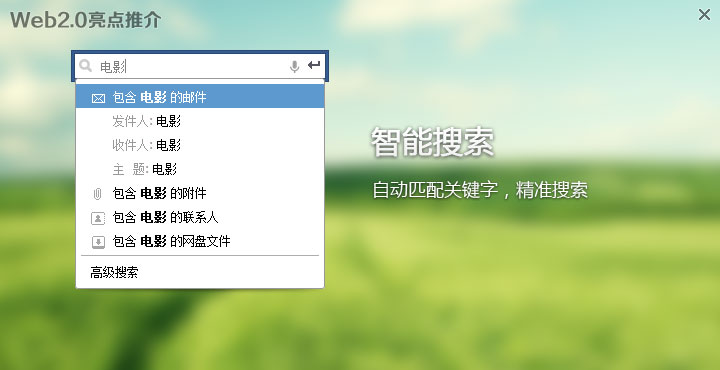 Web2.0亮点推介
电影
包含 电影 的邮件
发件人: 电影
收件人: 电影
主 题: 电影
包含 电影 的附件
包含 电影 的联系人
包含 电影 的网盘文件
高级搜索
智能搜索
自动匹配关键字，精准搜索